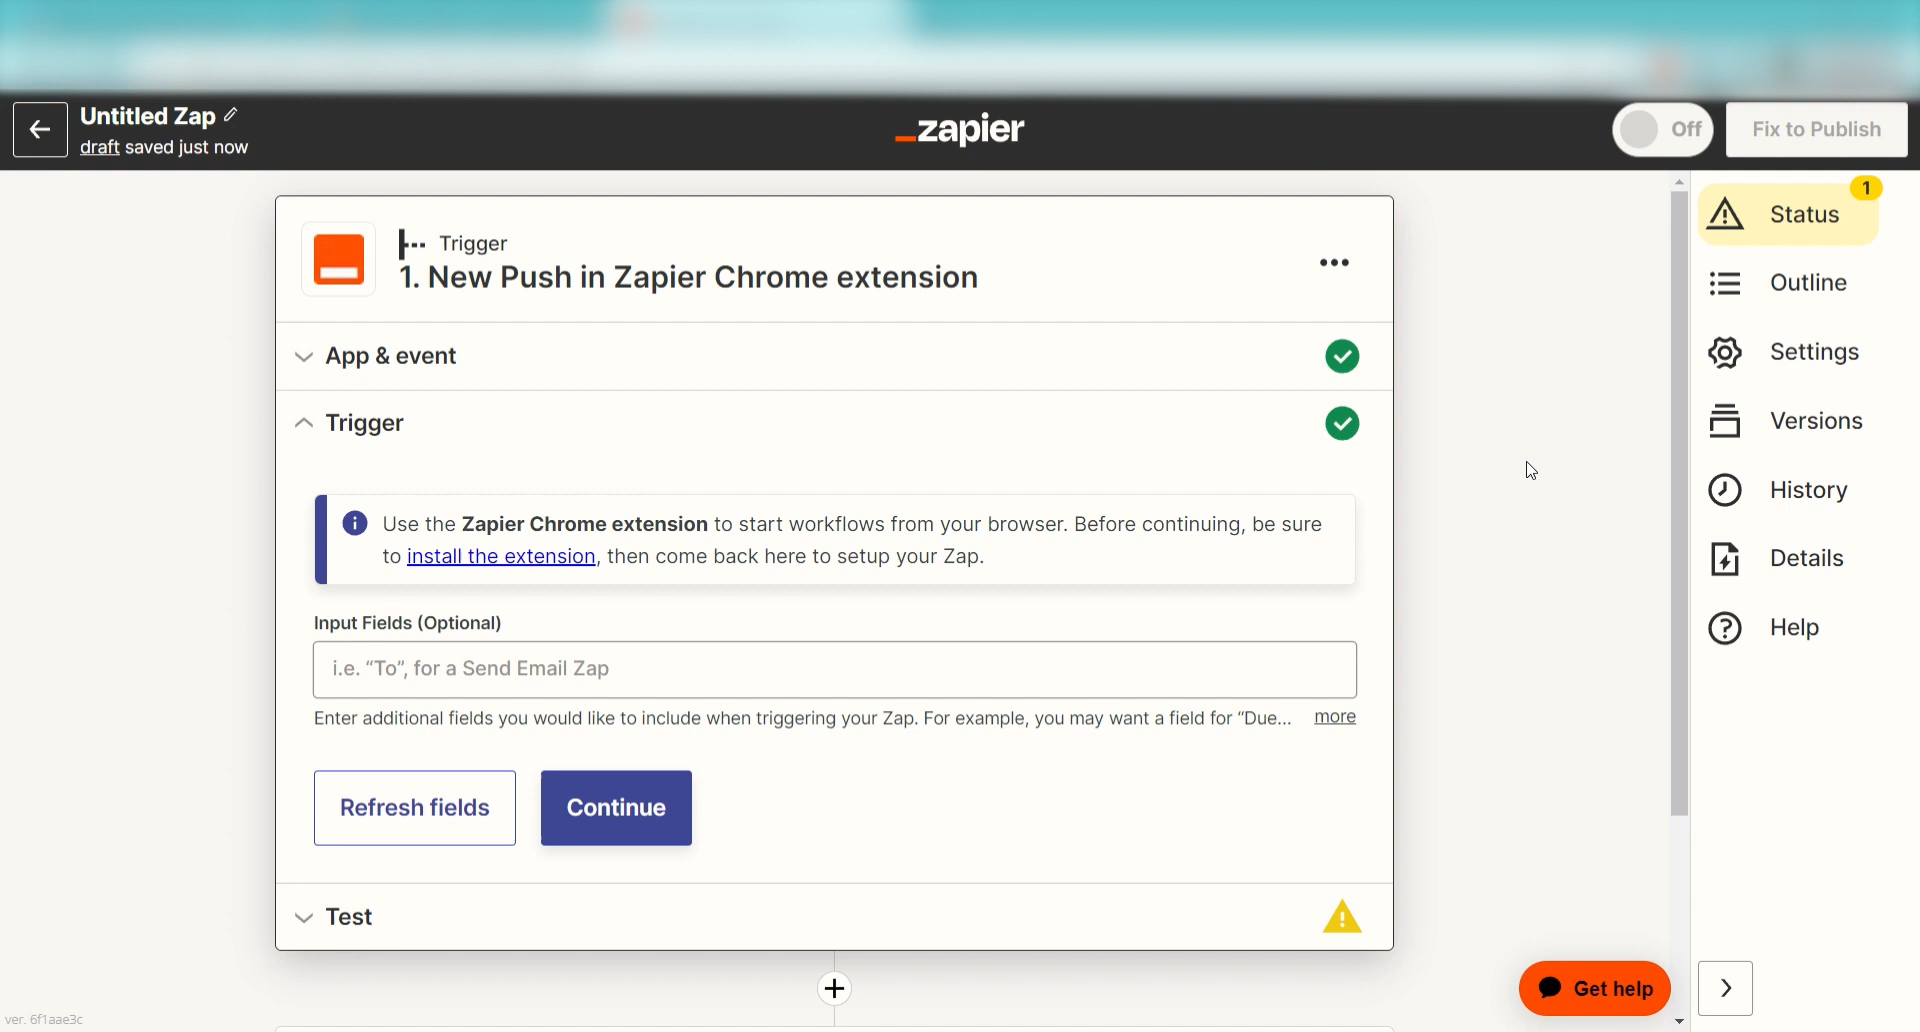 Untitled Zap
draft saved just now
zapier
Off
Fix to Publish
Trigger
1. New Push in Zapier Chrome extension
App & event
Trigger
Use the Zapier Chrome extension to start workflows from your browser. Before continuing, be sure
to install the extension, then come back here to setup your Zap.
Input Fields (Optional)
i.e. “To”, for a Send Email Zap
Enter additional fields you would like to include when triggering your Zap. For example, you may want a field for “Due... more
Refresh fields
Continue
Test
1
Status
Outline
Settings
Versions
History
Details
Help
Get help
ver. 6f1aae3c